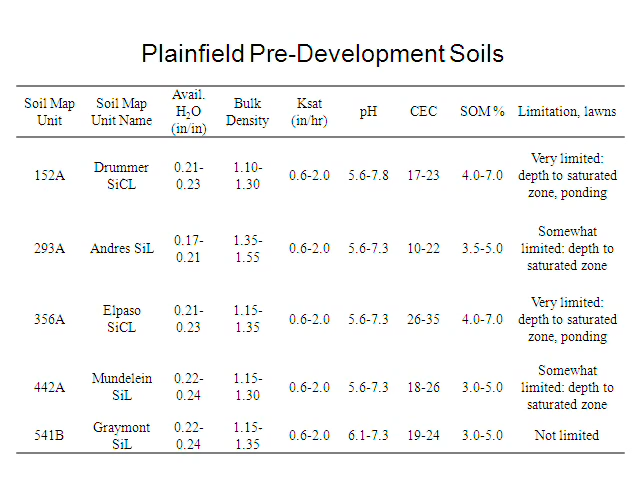 Plainfield Pre-Development Soils
Soil Map Unit | Soil Map Unit Name | Avail. H₂O (in/in) | Bulk Density | Ksat (in/hr) | pH | CEC | SOM % | Limitation, lawns
152A | Drummer SiCL | 0.21-0.23 | 1.10-1.30 | 0.6-2.0 | 5.6-7.8 | 17-23 | 4.0-7.0 | Very limited: depth to saturated zone, ponding
293A | Andres SiL | 0.17-0.21 | 1.35-1.55 | 0.6-2.0 | 5.6-7.3 | 10-22 | 3.5-5.0 | Somewhat limited: depth to saturated zone
356A | Elpaso SiCL | 0.21-0.23 | 1.15-1.35 | 0.6-2.0 | 5.6-7.3 | 26-35 | 4.0-7.0 | Very limited: depth to saturated zone, ponding
442A | Mundelein SiL | 0.22-0.24 | 1.15-1.30 | 0.6-2.0 | 5.6-7.3 | 18-26 | 3.0-5.0 | Somewhat limited: depth to saturated zone
541B | Graymont SiL | 0.22-0.24 | 1.15-1.35 | 0.6-2.0 | 6.1-7.3 | 19-24 | 3.0-5.0 | Not limited